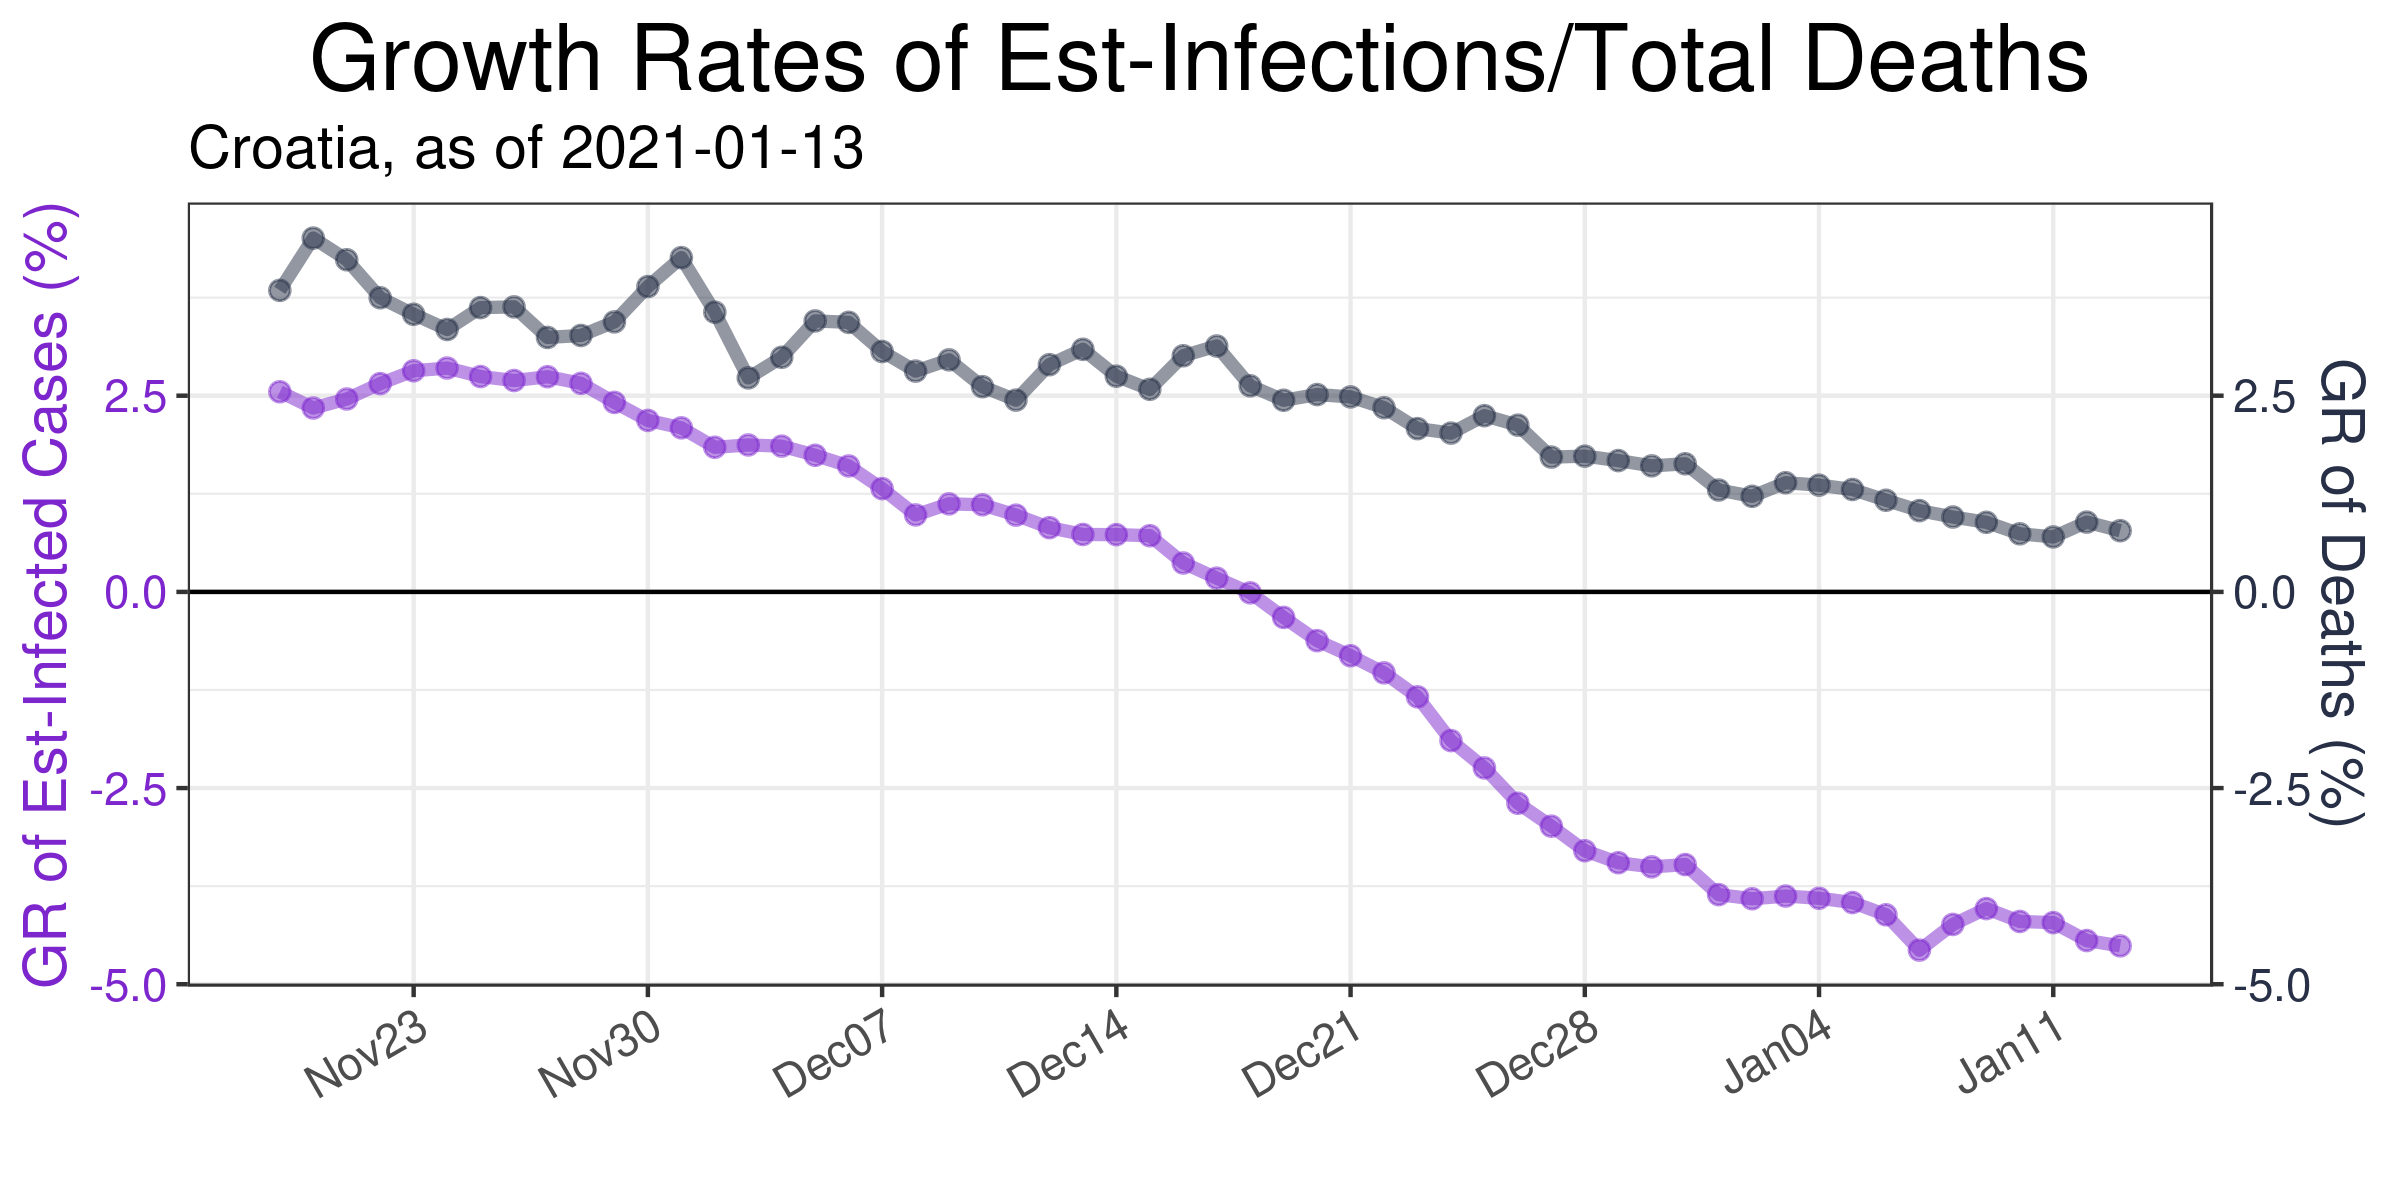 Growth Rates of Est-Infections/Total Deaths
Croatia, as of 2021-01-13
GR of Est-Infected Cases (%)
2.5
0.0
-2.5
-5.0
2.5
0.0
-2.5
-5.0
GR of Deaths (%)
Nov23
Nov30
Dec07
Dec14
Dec21
Dec28
Jan04
Jan11